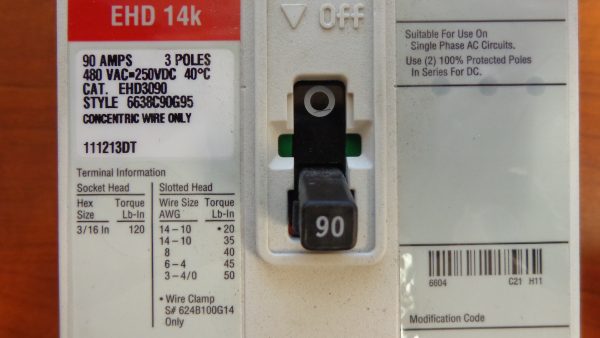 EHD 14k
90 AMPS 3 POLES
480 VAC=250VDC 40°C
CAT. EHD3090
STYLE 6638C90G95
CONCENTRIC WIRE ONLY
111213DT
Terminal Information
Socket Head
Hex Size Torque Lb-In
3/16 In 120
Slotted Head
Wire Size AWG Torque Lb-In
14-10 •20
14-10 35
8 40
6-4 45
3-4/0 50
• Wire Clamp
S# 624B100G14
Only
▽ Off
O
90
Suitable For Use On
Single Phase AC Circuits.
Use (2) 100% Protected Poles
In Series For DC.
6604 C21 H11
Modification Code